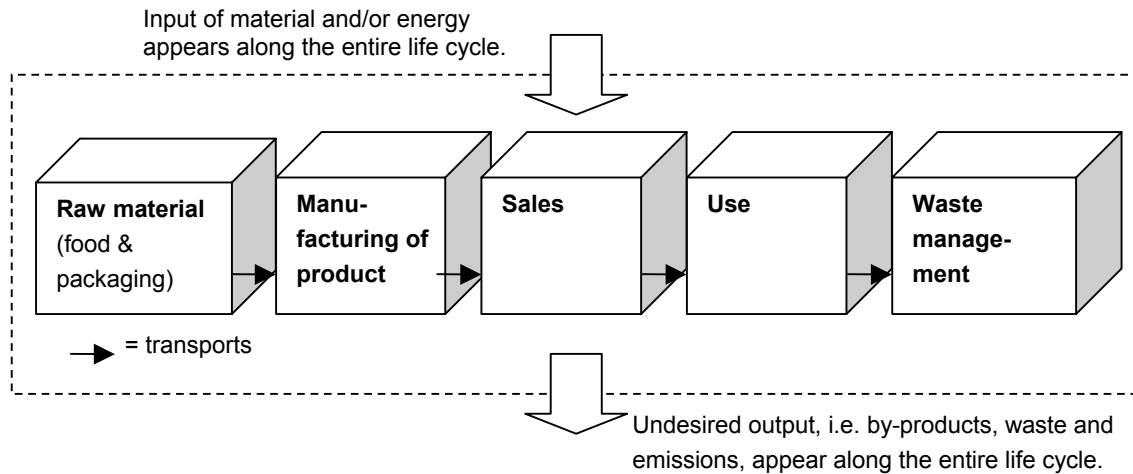 Input of material and/or energy
appears along the entire life cycle.
Raw material
(food &
packaging)
Manu-
facturing of
product
Sales
Use
Waste
manage-
ment
= transports
Undesired output, i.e. by-products, waste and
emissions, appear along the entire life cycle.